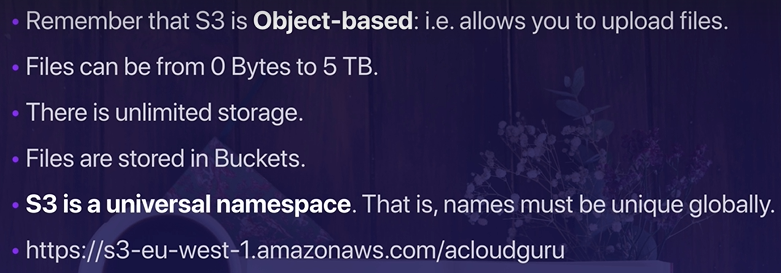 • Remember that S3 is Object-based: i.e. allows you to upload files.
• Files can be from 0 Bytes to 5 TB.
• There is unlimited storage.
• Files are stored in Buckets.
• S3 is a universal namespace. That is, names must be unique globally.
• https://s3-eu-west-1.amazonaws.com/acloudguru